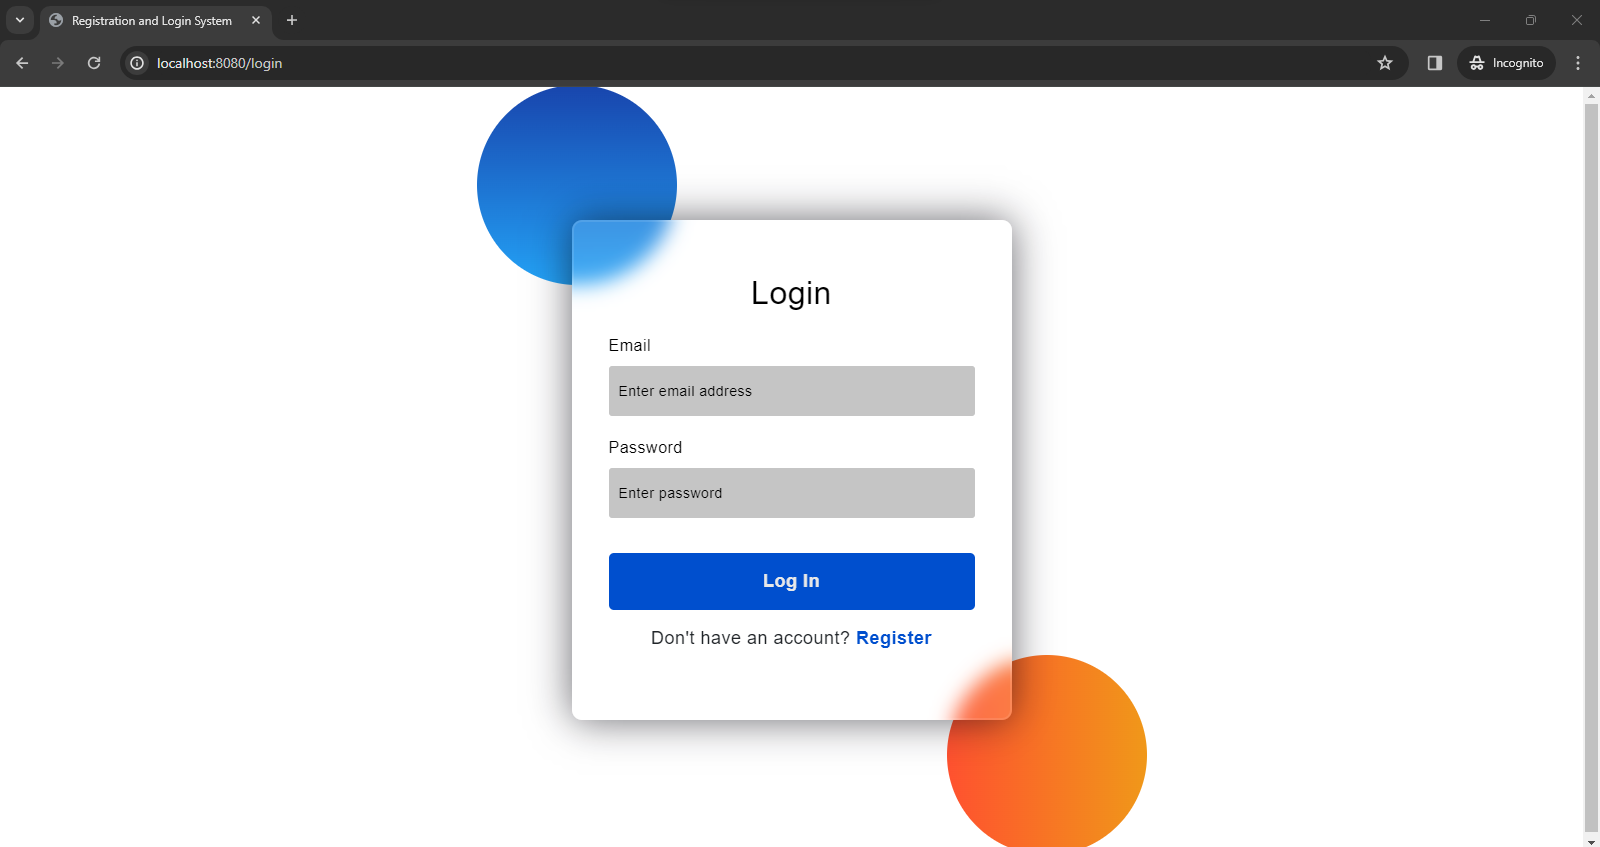 Registration and Login System
localhost:8080/login
Incognito
Login
Email
Enter email address
Password
Enter password
Log In
Don't have an account? Register